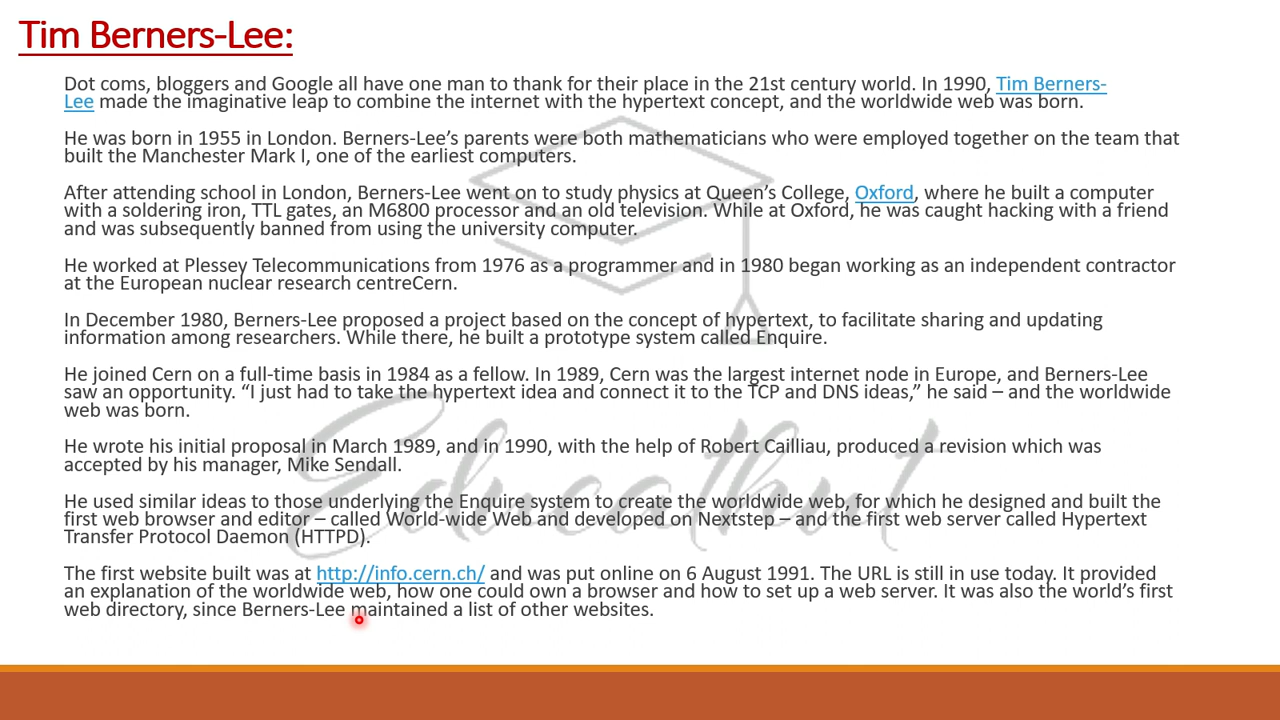 Tim Berners-Lee:
Dot coms, bloggers and Google all have one man to thank for their place in the 21st century world. In 1990, Tim Berners-
Lee made the imaginative leap to combine the internet with the hypertext concept, and the worldwide web was born.
He was born in 1955 in London. Berners-Lee’s parents were both mathematicians who were employed together on the team that
built the Manchester Mark I, one of the earliest computers.
After attending school in London, Berners-Lee went on to study physics at Queen’s College, Oxford, where he built a computer
with a soldering iron, TTL gates, an M6800 processor and an old television. While at Oxford, he was caught hacking with a friend
and was subsequently banned from using the university computer.
He worked at Plessey Telecommunications from 1976 as a programmer and in 1980 began working as an independent contractor
at the European nuclear research centreCern.
In December 1980, Berners-Lee proposed a project based on the concept of hypertext, to facilitate sharing and updating
information among researchers. While there, he built a prototype system called Enquire.
He joined Cern on a full-time basis in 1984 as a fellow. In 1989, Cern was the largest internet node in Europe, and Berners-Lee
saw an opportunity. “I just had to take the hypertext idea and connect it to the TCP and DNS ideas,” he said – and the worldwide
web was born.
He wrote his initial proposal in March 1989, and in 1990, with the help of Robert Cailliau, produced a revision which was
accepted by his manager, Mike Sendall.
He used similar ideas to those underlying the Enquire system to create the worldwide web, for which he designed and built the
first web browser and editor – called World-wide Web and developed on Nextstep – and the first web server called Hypertext
Transfer Protocol Daemon (HTTPD).
The first website built was at http://info.cern.ch/ and was put online on 6 August 1991. The URL is still in use today. It provided
an explanation of the worldwide web, how one could own a browser and how to set up a web server. It was also the world’s first
web directory, since Berners-Lee maintained a list of other websites.
Educathut